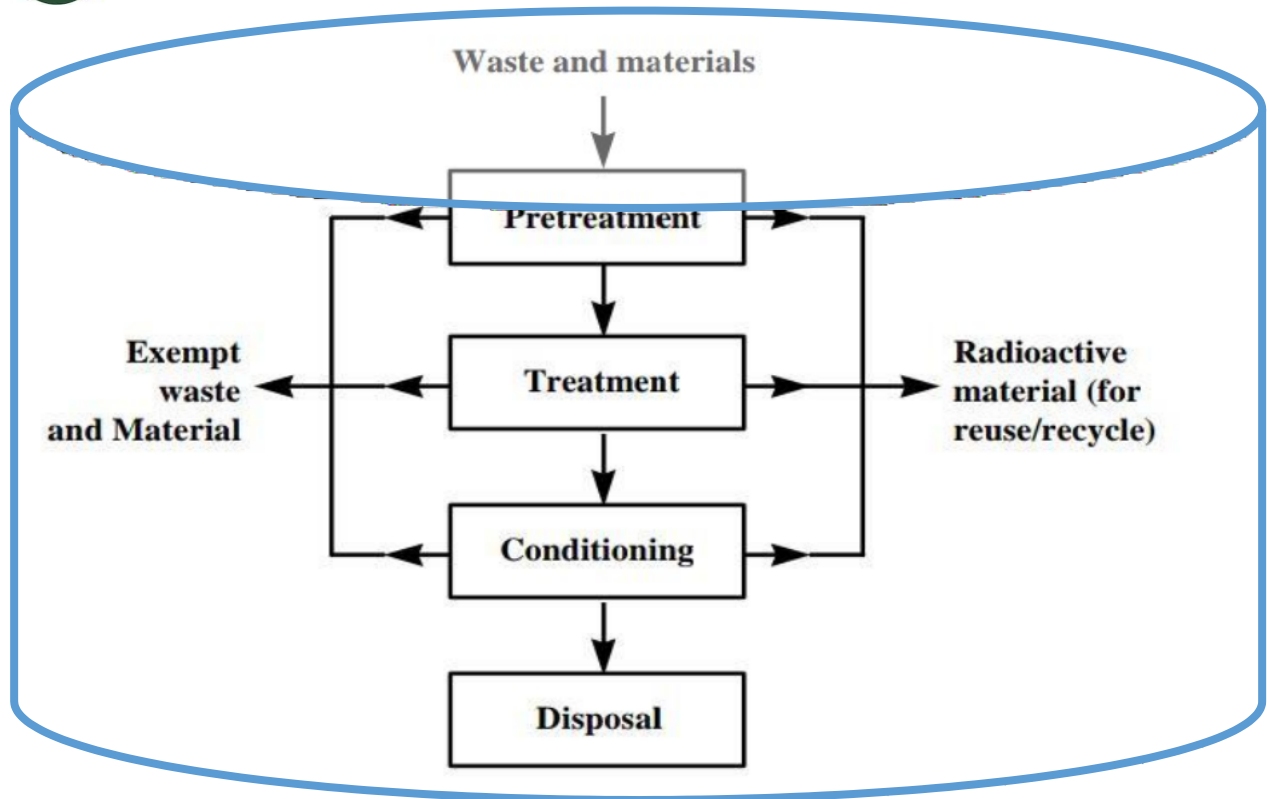 Waste and materials
Pretreatment
Exempt
waste
and Material
Treatment
Radioactive
material (for
reuse/recycle)
Conditioning
Disposal